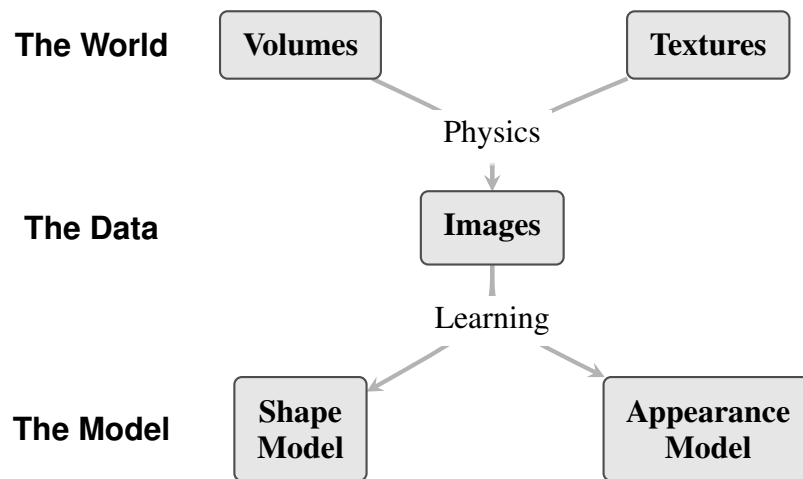 The World
Volumes
Textures
Physics
The Data
Images
Learning
The Model
Shape
Model
Appearance
Model